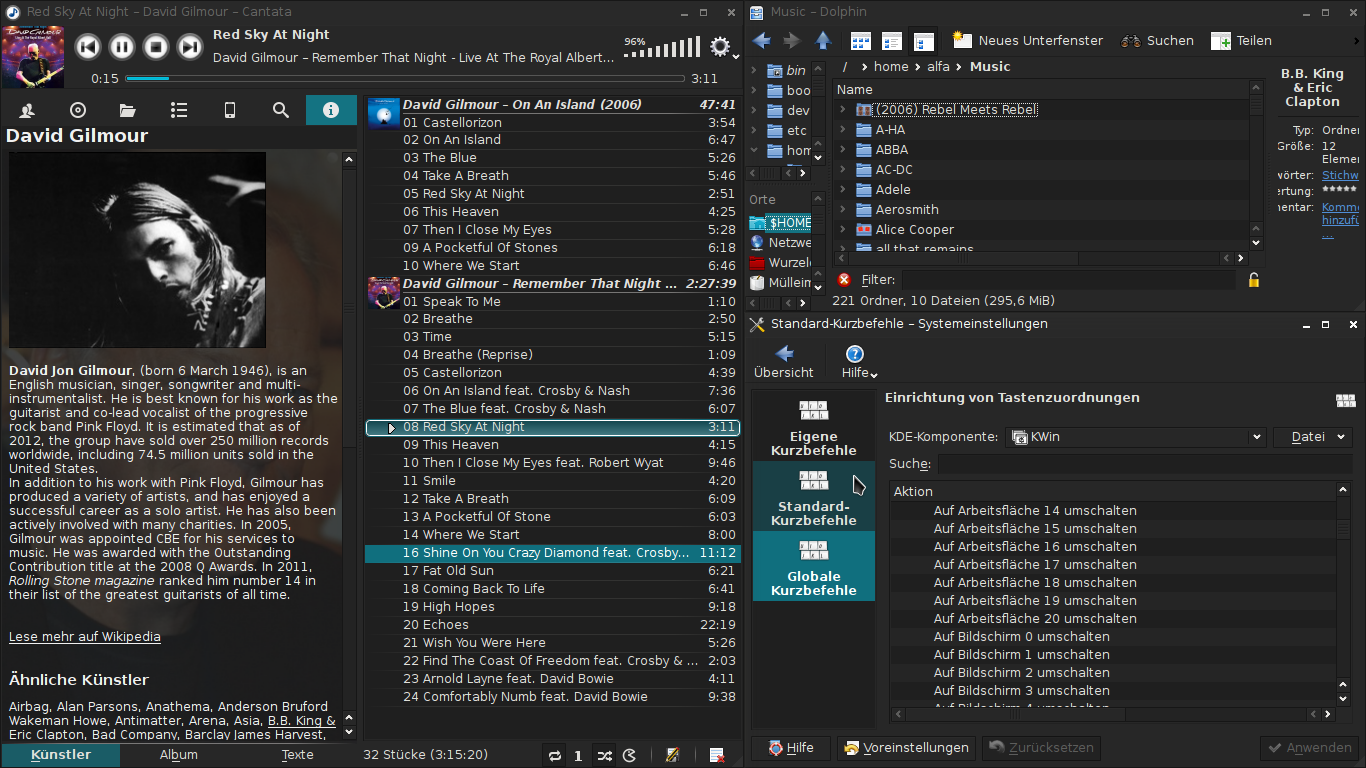 Red Sky At Night – David Gilmour – Cantata
Red Sky At Night
David Gilmour – Remember That Night - Live At The Royal Albert...
96%
0:15
3:11
David Gilmour
David Jon Gilmour, (born 6 March 1946), is an
English musician, singer, songwriter and multi-
instrumentalist. He is best known for his work as the
guitarist and co-lead vocalist of the progressive
rock band Pink Floyd. It is estimated that as of
2012, the group have sold over 250 million records
worldwide, including 74.5 million units sold in the
United States.
In addition to his work with Pink Floyd, Gilmour has
produced a variety of artists, and has enjoyed a
successful career as a solo artist. He has also been
actively involved with many charities. In 2005,
Gilmour was appointed CBE for his services to
music. He was awarded with the Outstanding
Contribution title at the 2008 Q Awards. In 2011,
Rolling Stone magazine ranked him number 14 in
their list of the greatest guitarists of all time.
Lese mehr auf Wikipedia
Ähnliche Künstler
Airbag, Alan Parsons, Anathema, Anderson Bruford
Wakeman Howe, Antimatter, Arena, Asia, B.B. King &
Eric Clapton, Bad Company, Barclay James Harvest,
Künstler
Album
Texte
David Gilmour – On An Island (2006) 47:41
01 Castellorizon 3:54
02 On An Island 6:47
03 The Blue 5:26
04 Take A Breath 5:46
05 Red Sky At Night 2:51
06 This Heaven 4:25
07 Then I Close My Eyes 5:28
09 A Pocketful Of Stones 6:18
10 Where We Start 6:46
David Gilmour – Remember That Night ... 2:27:39
01 Speak To Me 1:10
02 Breathe 2:50
03 Time 5:15
04 Breathe (Reprise) 1:09
05 Castellorizon 4:39
06 On An Island feat. Crosby & Nash 7:36
07 The Blue feat. Crosby & Nash 6:07
08 Red Sky At Night 3:11
09 This Heaven 4:15
10 Then I Close My Eyes feat. Robert Wyat 9:46
11 Smile 4:20
12 Take A Breath 6:09
13 A Pocketful Of Stone 6:03
14 Where We Start 8:00
16 Shine On You Crazy Diamond feat. Crosby... 11:12
17 Fat Old Sun 6:21
18 Coming Back To Life 6:41
19 High Hopes 9:18
20 Echoes 22:19
21 Wish You Were Here 5:26
22 Find The Coast Of Freedom feat. Crosby & ... 2:03
23 Arnold Layne feat. David Bowie 4:11
24 Comfortably Numb feat. David Bowie 9:38
32 Stücke (3:15:20)
1
Music – Dolphin
Neues Unterfenster
Suchen
Teilen
bin
boo
dev
etc
hom
Orte
$HOME
Netzwe
Wurzel
Müllein
/ > home > alfa > Music
Name
(2006) Rebel Meets Rebel
A-HA
ABBA
AC-DC
Adele
Aerosmith
Alice Cooper
all that remains
Filter:
221 Ordner, 10 Dateien (295,6 MiB)
B.B. King
& Eric
Clapton
Typ: Ordner
Größe: 12
Eleme
wörter: Stichw
ertung: *****
nentar: Komme
hinzufü
...
Standard-Kurzbefehle – Systemeinstellungen
Übersicht
Hilfe
Eigene
Kurzbefehle
Standard-
Kurzbefehle
Globale
Kurzbefehle
Einrichtung von Tastenzuordnungen
KDE-Komponente:
KWin
Datei
Suche:
Aktion
Auf Arbeitsfläche 14 umschalten
Auf Arbeitsfläche 15 umschalten
Auf Arbeitsfläche 16 umschalten
Auf Arbeitsfläche 17 umschalten
Auf Arbeitsfläche 18 umschalten
Auf Arbeitsfläche 19 umschalten
Auf Arbeitsfläche 20 umschalten
Auf Bildschirm 0 umschalten
Auf Bildschirm 1 umschalten
Auf Bildschirm 2 umschalten
Auf Bildschirm 3 umschalten
Auf Bildschirm 4 umschalten
Hilfe
Voreinstellungen
Zurücksetzen
Anwenden